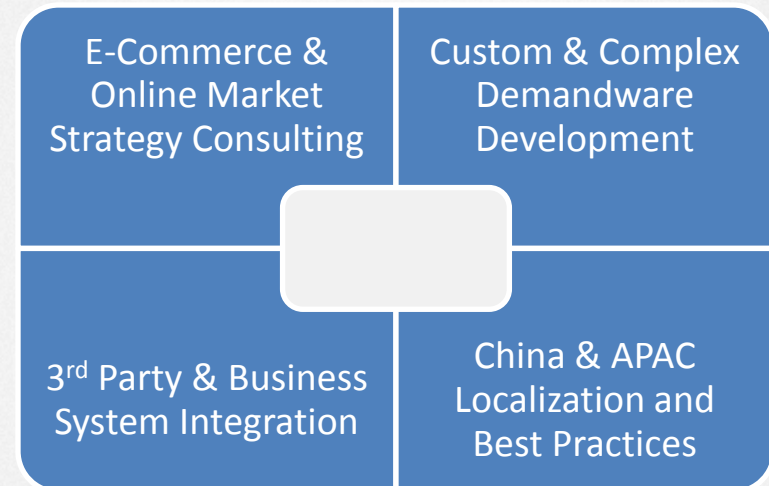 E-Commerce &
Online Market
Strategy Consulting
Custom & Complex
Demandware
Development
3rd Party & Business
System Integration
China & APAC
Localization and
Best Practices